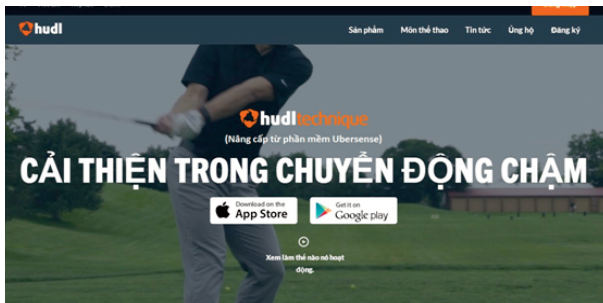 hudl
Sản phẩm Môn thể thao Tin tức Ủng hộ Đăng ký
hudl technique
(Nâng cấp từ phần mềm Ubersense)
CẢI THIỆN TRONG CHUYỂN ĐỘNG CHẬM
Download on the
App Store
Get it on
Google play
Xem làm thế nào nó hoạt
động.